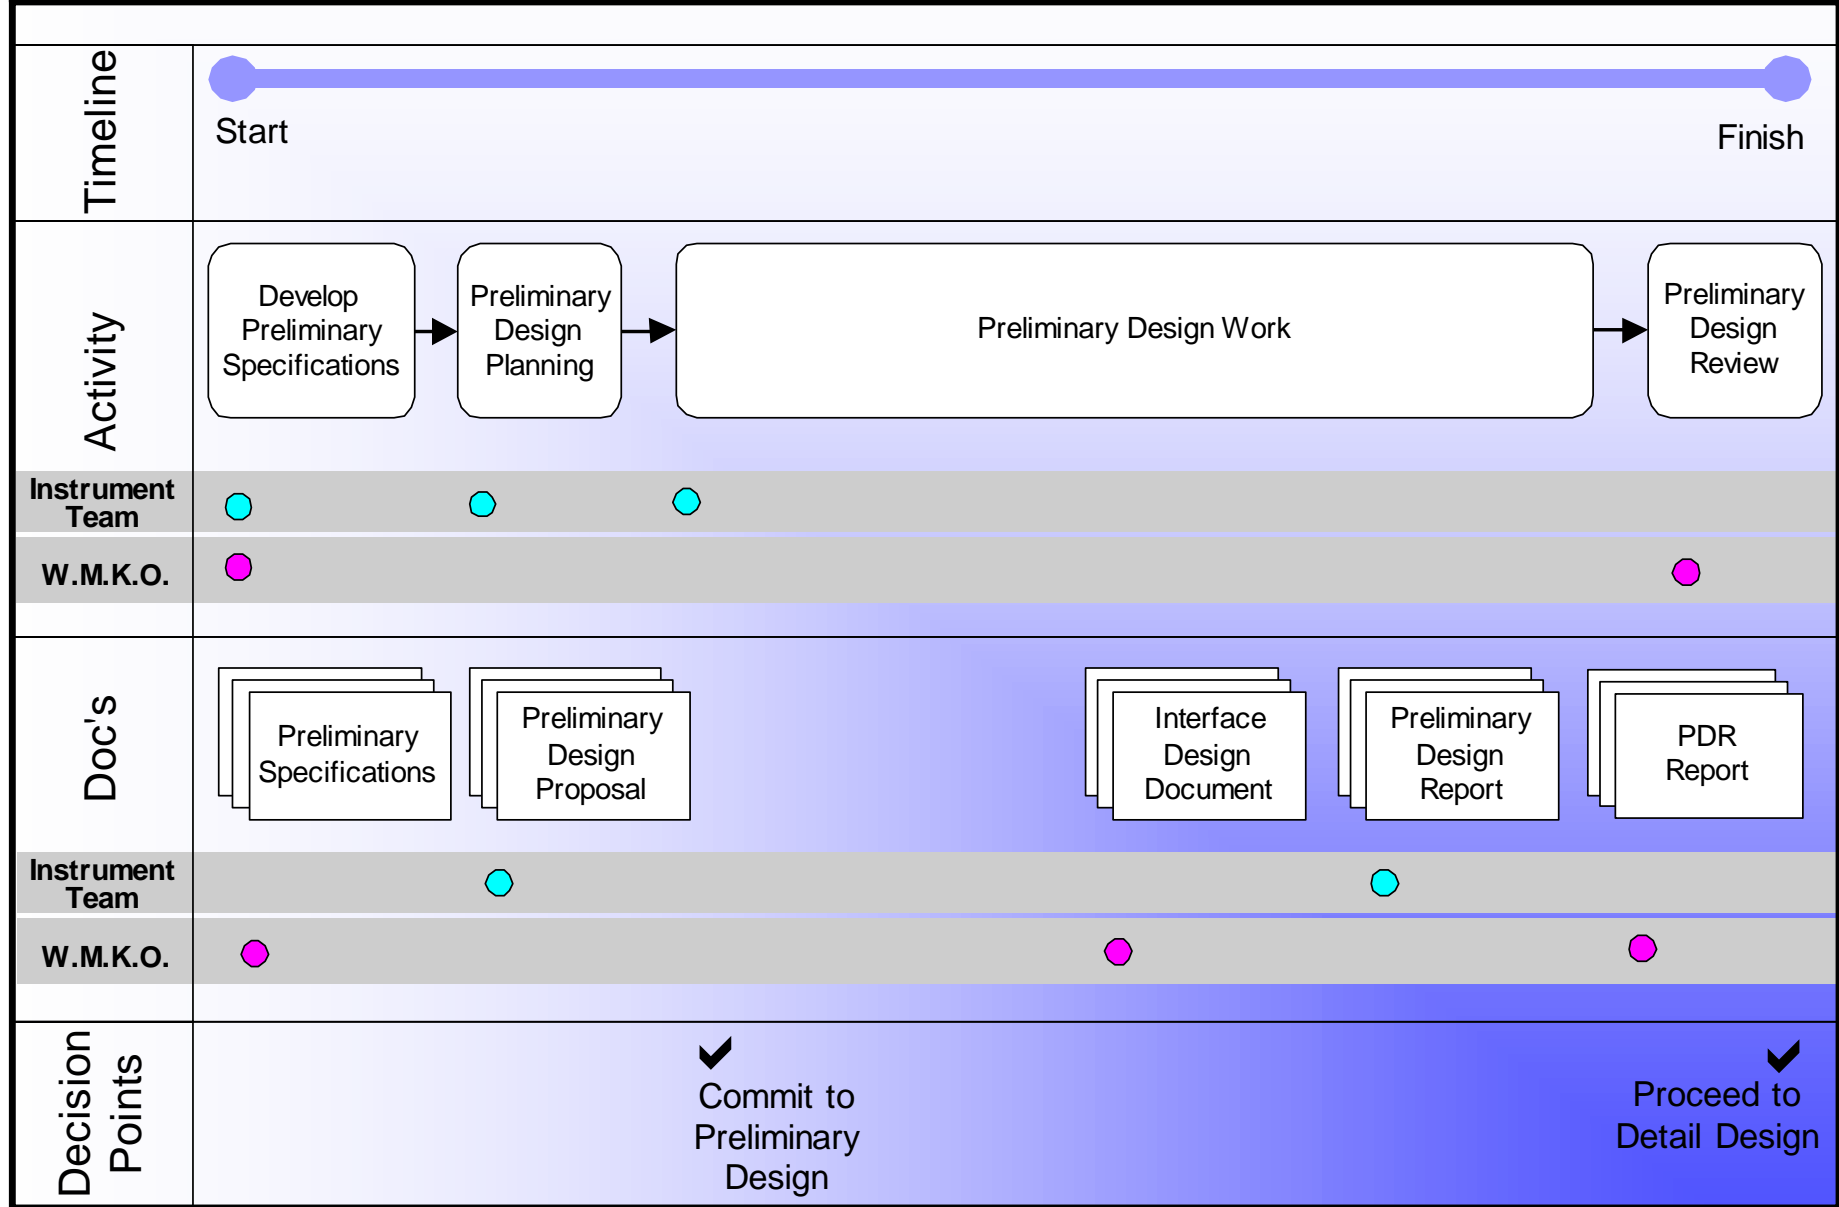 Timeline
Start
Finish
Activity
Develop
Preliminary
Specifications
Preliminary
Design
Planning
Preliminary Design Work
Preliminary
Design
Review
Instrument
Team
W.M.K.O.
Doc's
Preliminary
Specifications
Preliminary
Design
Proposal
Interface
Design
Document
Preliminary
Design
Report
PDR
Report
Instrument
Team
W.M.K.O.
Decision
Points
Commit to
Preliminary
Design
Proceed to
Detail Design